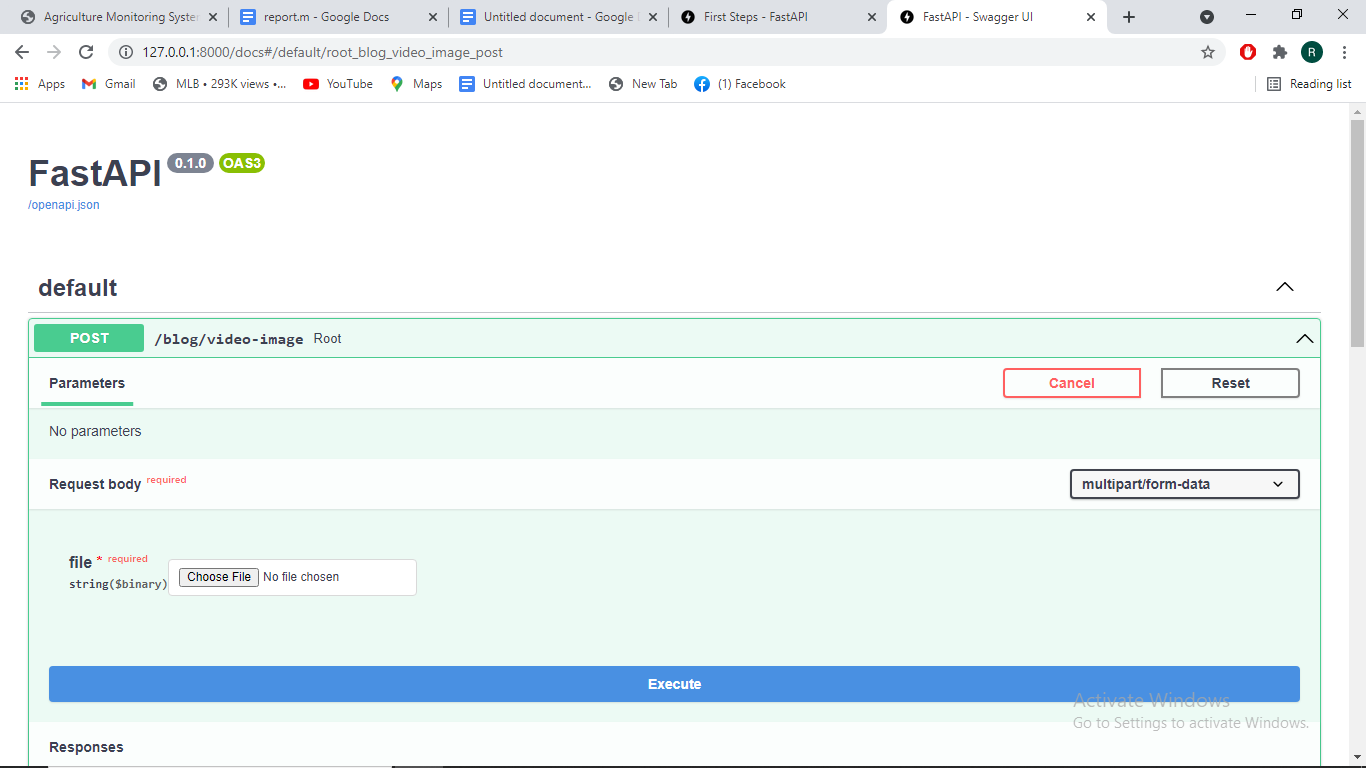 Agriculture Monitoring System
report.m - Google Docs
Untitled document - Google
First Steps - FastAPI
FastAPI - Swagger UI
127.0.0.1:8000/docs#/default/root_blog_video_image_post
R
Apps
Gmail
MLB • 293K views •...
YouTube
Maps
Untitled document...
New Tab
(1) Facebook
Reading list
FastAPI 0.1.0 OAS3
/openapi.json
default
POST /blog/video-image Root
Parameters
Cancel
Reset
No parameters
Request body required
multipart/form-data
file * required
string($binary)
Choose File No file chosen
Execute
Activate Windows
Go to Settings to activate Windows.
Responses